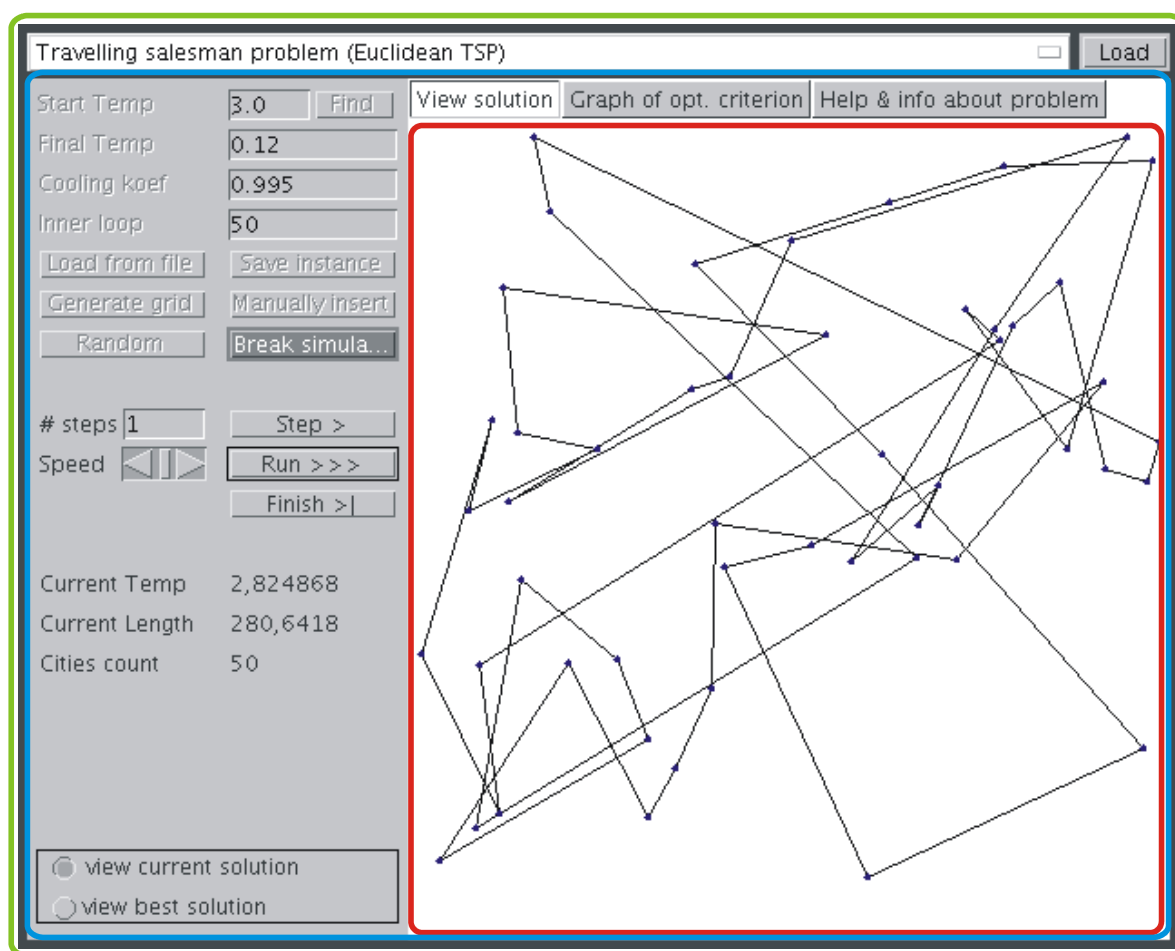 Travelling salesman problem (Euclidean TSP) Load
Start Temp 3.0 Find
View solution Graph of opt. criterion Help & info about problem
Final Temp 0.12
Cooling koef 0.995
Inner loop 50
Load from file Save instance
Generate grid Manually insert
Random Break simula...
# steps 1 Step >
Speed Run >>>
Finish >|
Current Temp 2,824868
Current Length 280,6418
Cities count 50
view current solution
view best solution